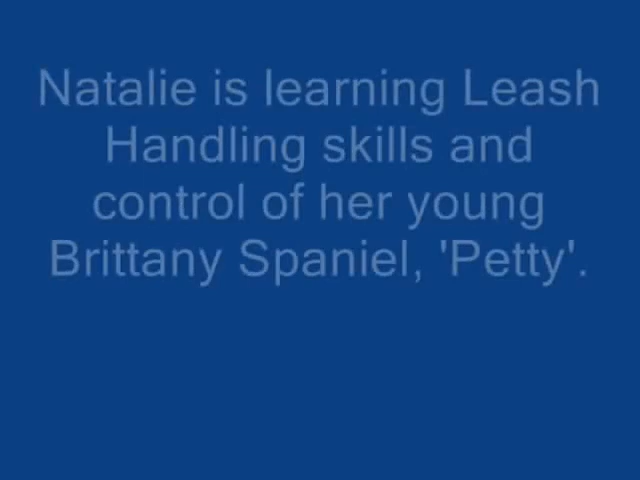 Natalie is learning Leash
Handling skills and
control of her young
Brittany Spaniel, 'Petty'.